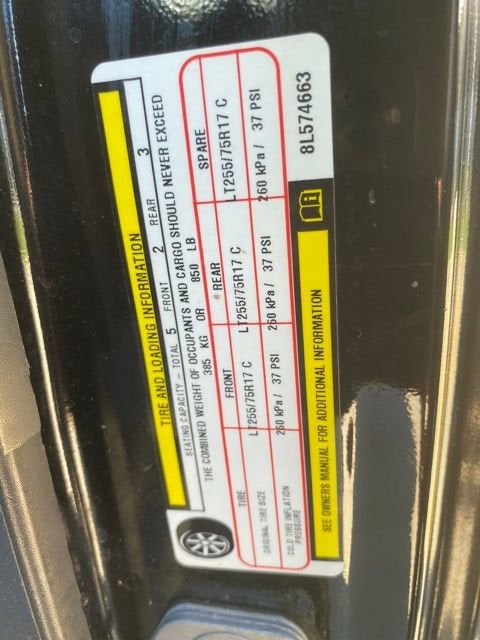 TIRE AND LOADING INFORMATION
SEATING CAPACITY - TOTAL 5 FRONT 2 REAR 3
THE COMBINED WEIGHT OF OCCUPANTS AND CARGO SHOULD NEVER EXCEED
385 KG OR 850 LB
TIRE FRONT REAR SPARE
ORIGINAL TIRE SIZE LT255/75R17 C LT255/75R17 C LT255/75R17 C
COLD TIRE INFLATION PRESSURE 260 kPa / 37 PSI 260 kPa / 37 PSI 260 kPa / 37 PSI
SEE OWNERS MANUAL FOR ADDITIONAL INFORMATION
8L574663